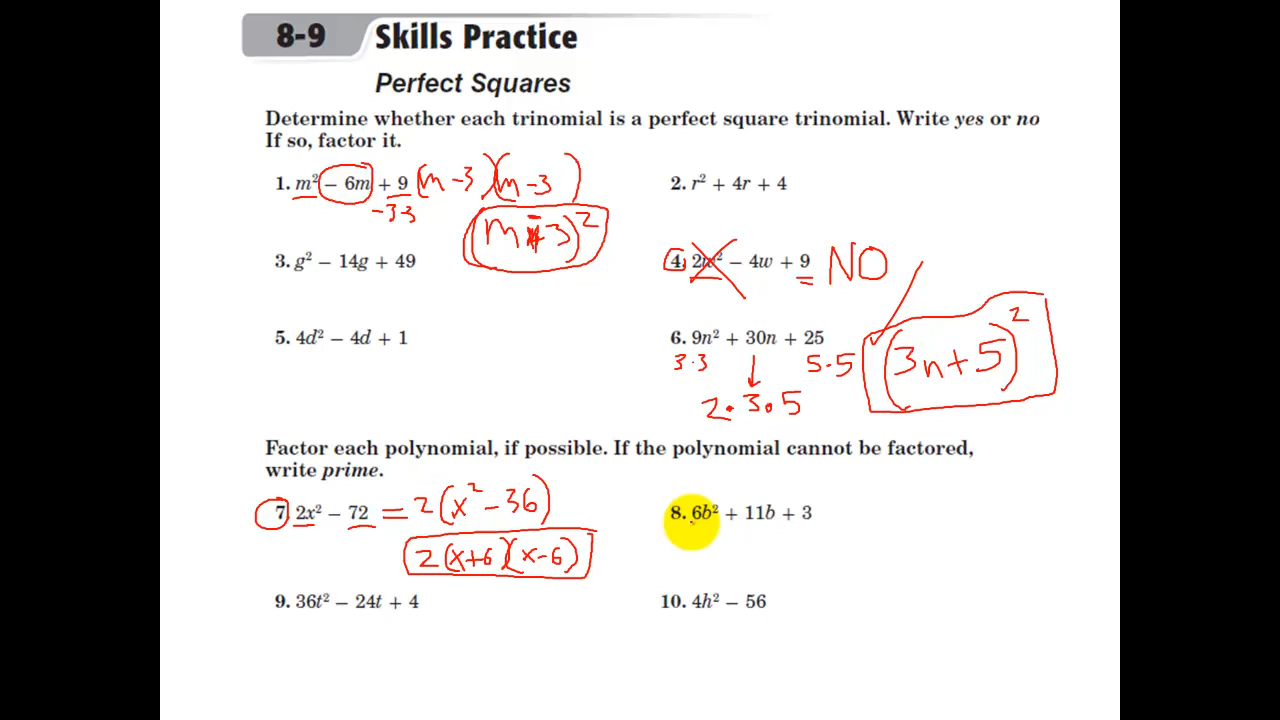 8-9 Skills Practice
Perfect Squares
Determine whether each trinomial is a perfect square trinomial. Write yes or no
If so, factor it.
1. m² − 6m + 9 (m − 3)(m − 3)
−3·3
(m − 3)²
2. r² + 4r + 4
3. g² − 14g + 49
4. 2w² − 4w + 9 NO
5. 4d² − 4d + 1
6. 9n² + 30n + 25
3·3 5·5 (3n + 5)²
2·3·5
Factor each polynomial, if possible. If the polynomial cannot be factored,
write prime.
7. 2x² − 72 = 2(x² − 36)
2(x+6)(x−6)
8. 6b² + 11b + 3
9. 36t² − 24t + 4
10. 4h² − 56